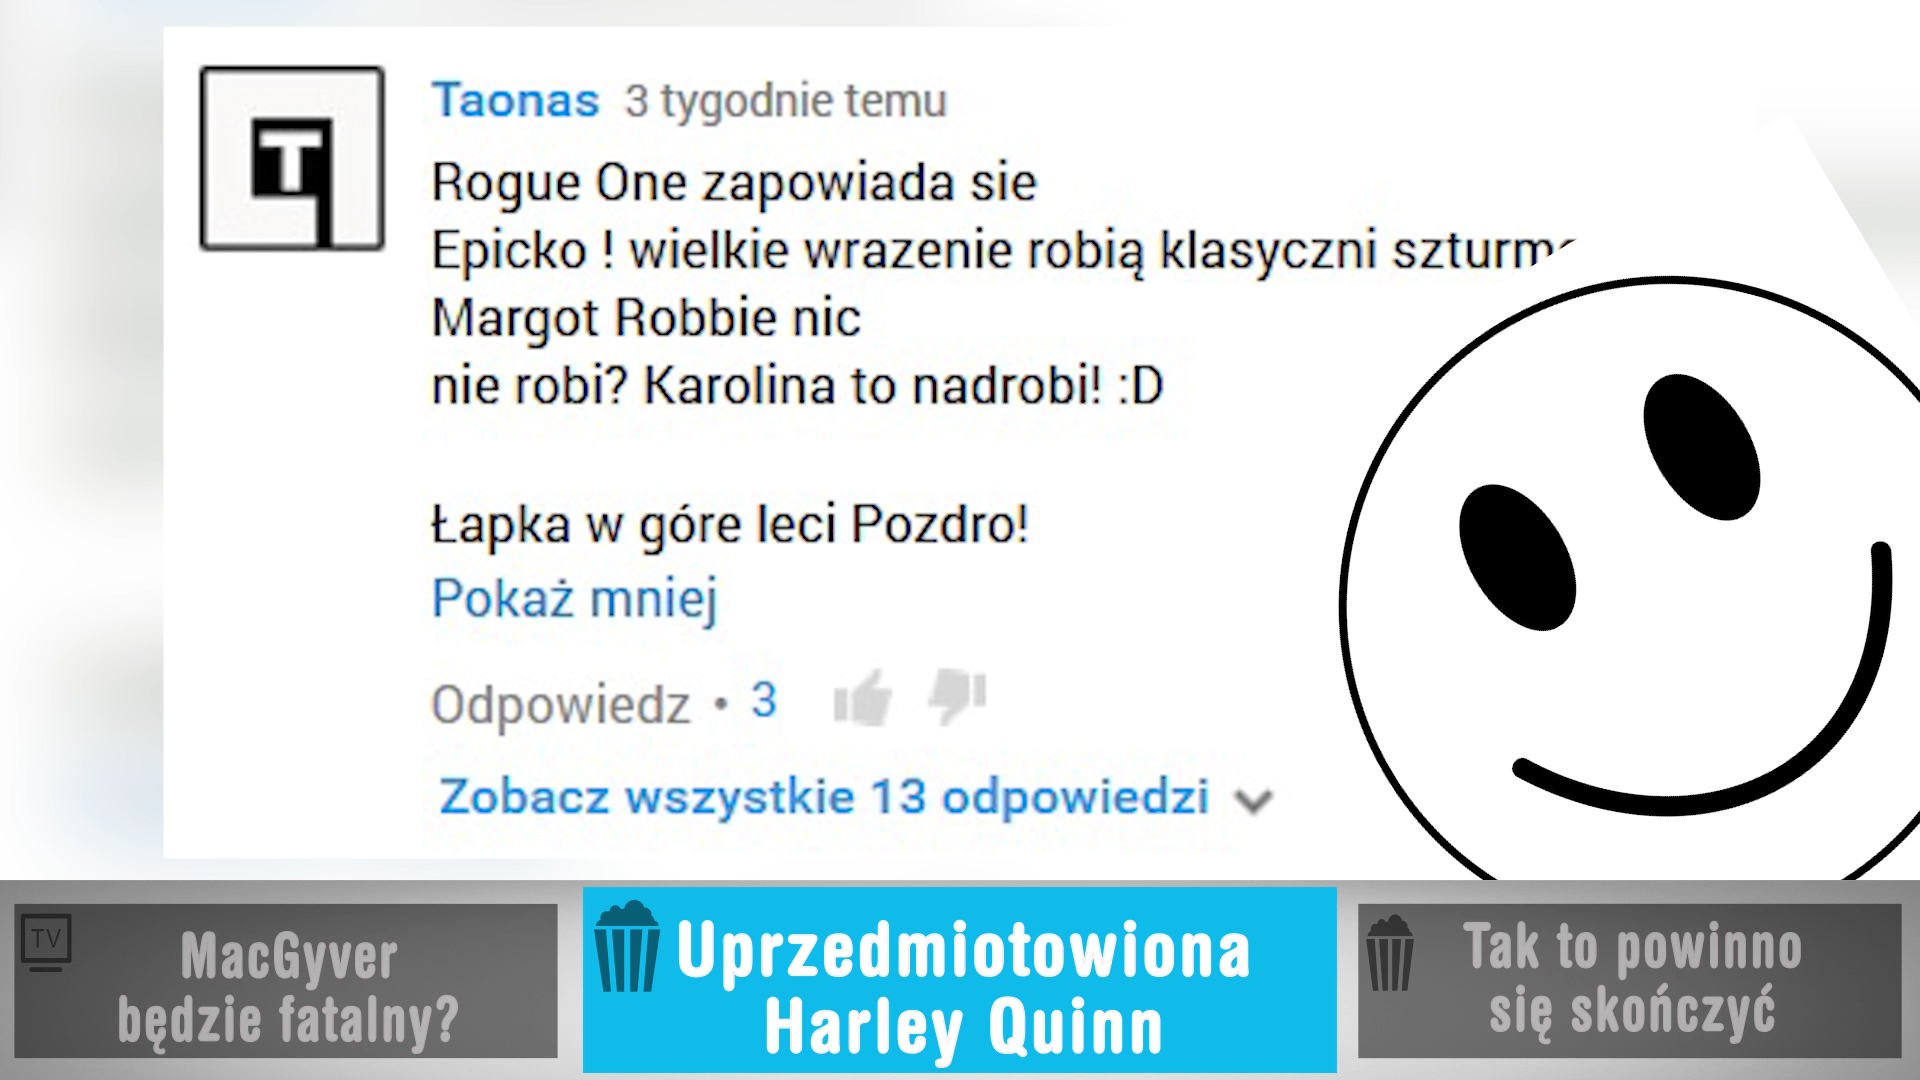 T
Taonas 3 tygodnie temu
Rogue One zapowiada sie
Epicko ! wielkie wrazenie robią klasyczni
Margot Robbie nic
nie robi? Karolina to nadrobi! :D
Łapka w góre leci Pozdro!
Pokaż mniej
Odpowiedz • 3
Zobacz wszystkie 13 odpowiedzi
TV
MacGyver
będzie fatalny?
Uprzedmiotowiona
Harley Quinn
Tak to powinno
się skończyć